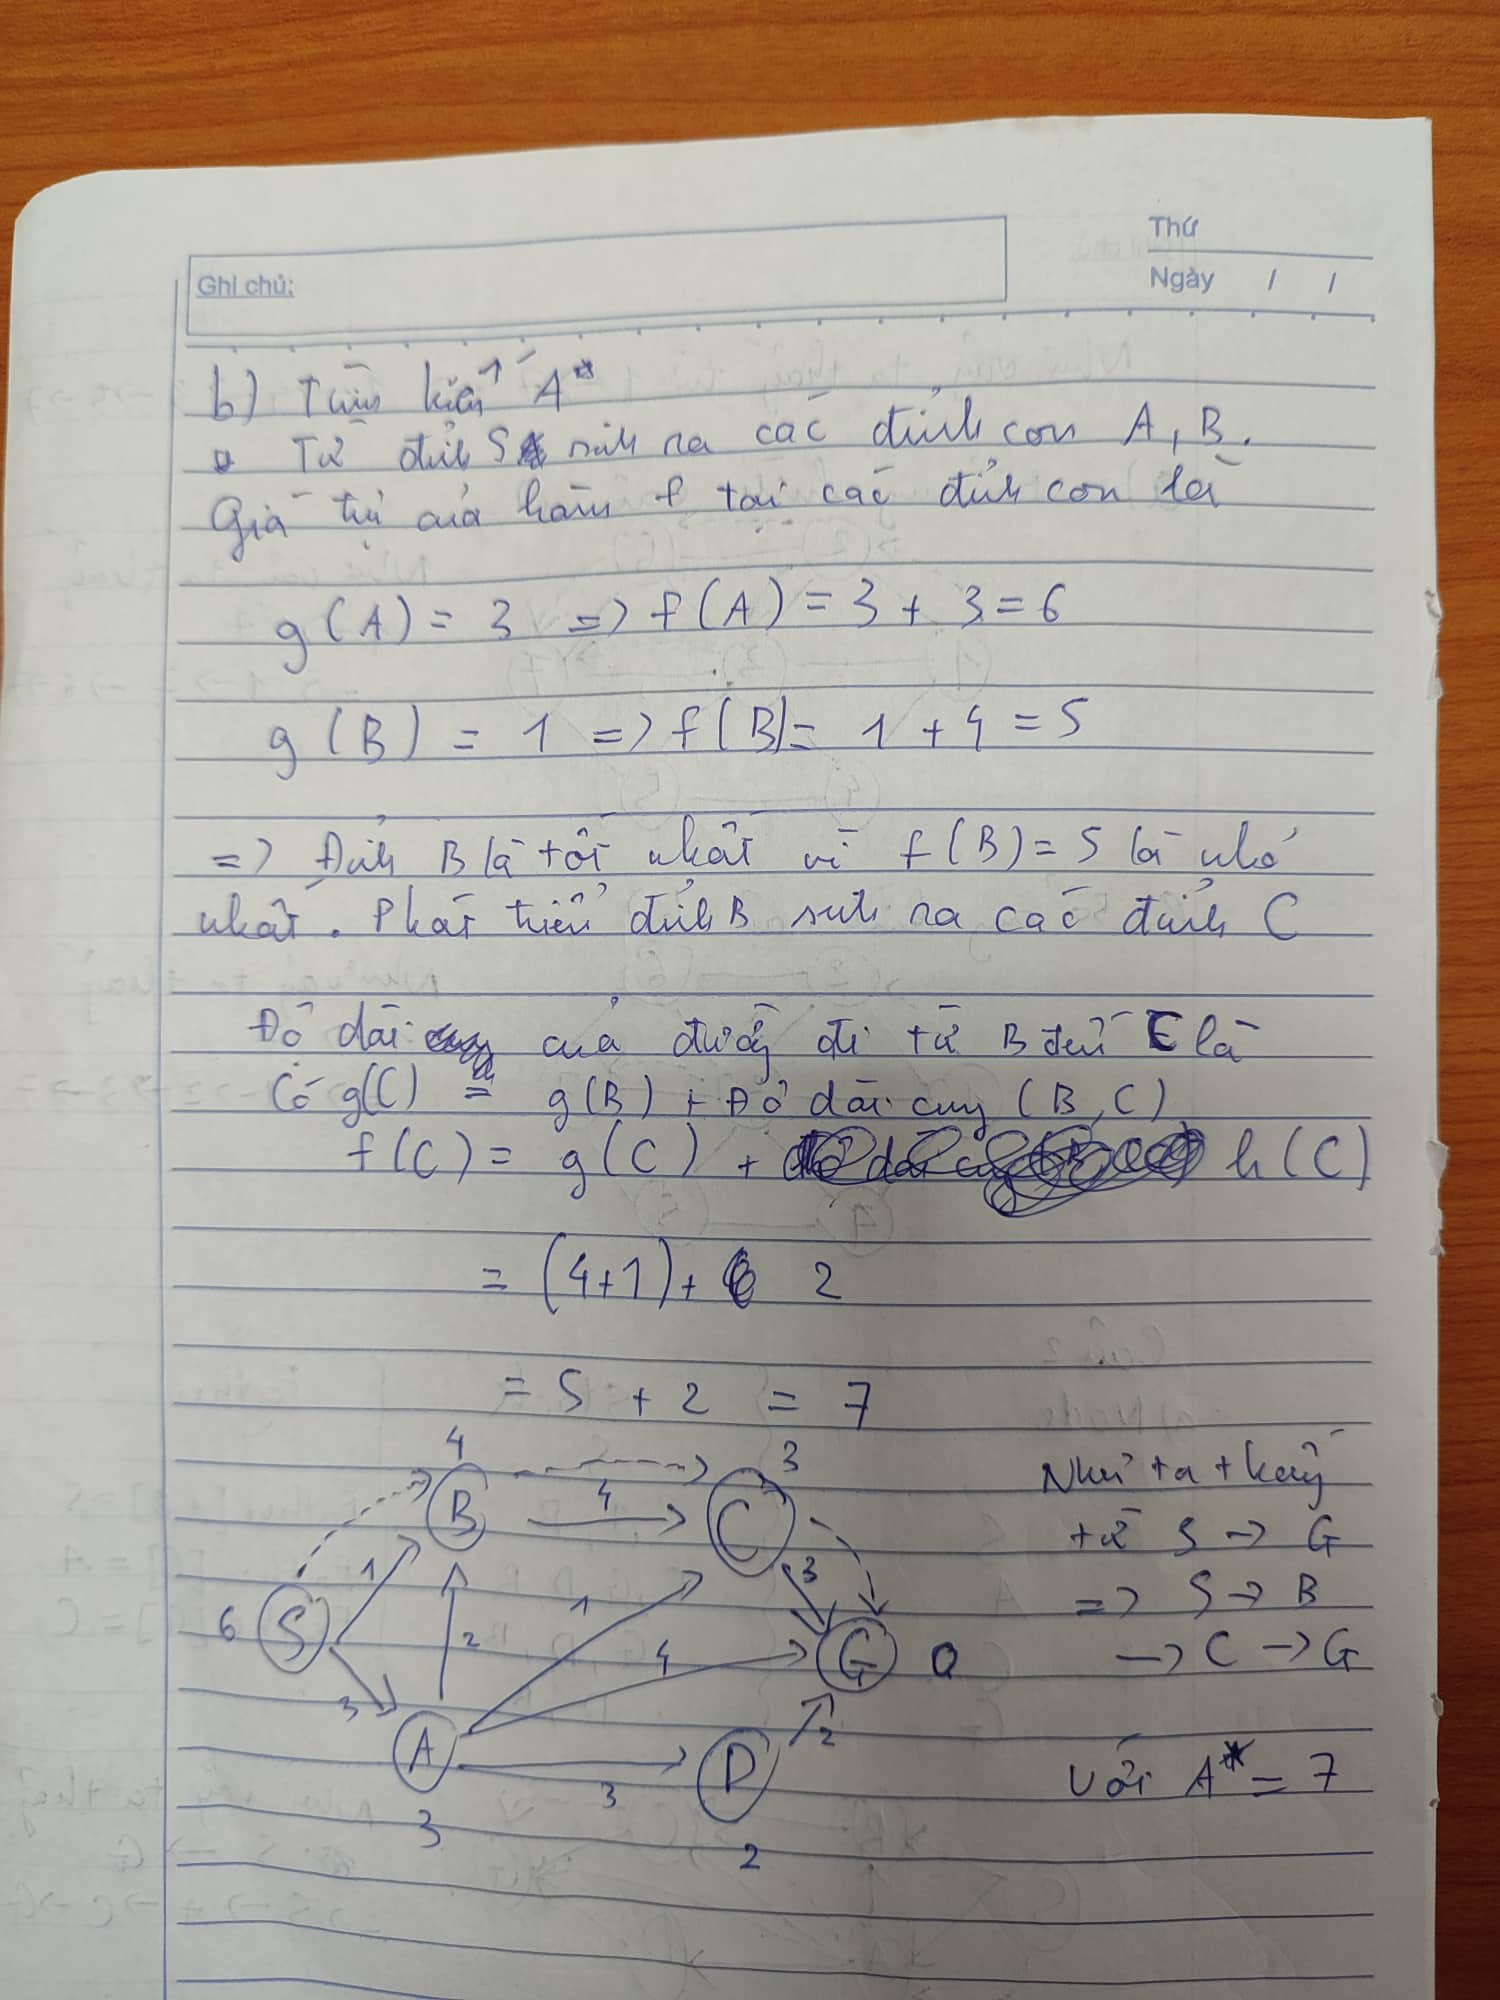 Thứ
Ghi chú:
Ngày / /
b) Tìm kiếm A*
Từ đỉnh S sinh ra các đỉnh con A, B.
Giá trị của hàm f tại các đỉnh con là
g(A) = 3 => f(A) = 3 + 3 = 6
g(B) = 1 => f(B) = 1 + 4 = 5
=> Đỉnh B là tốt nhất vì f(B) = 5 là nhỏ
nhất. Phát triển đỉnh B sinh ra các đỉnh C
Độ dài của đường đi từ B đến C là
Có g(C) = g(B) + Độ dài cung (B, C)
f(C) = g(C) + h(C)
= (4+1) + 2
= 5 + 2 = 7
4
3
B
4
C
1
3
6
S
2
1
4
G
0
3
A
3
D
2
3
2
Như ta thấy
từ S → G
=> S → B
→ C → G
Với A* = 7